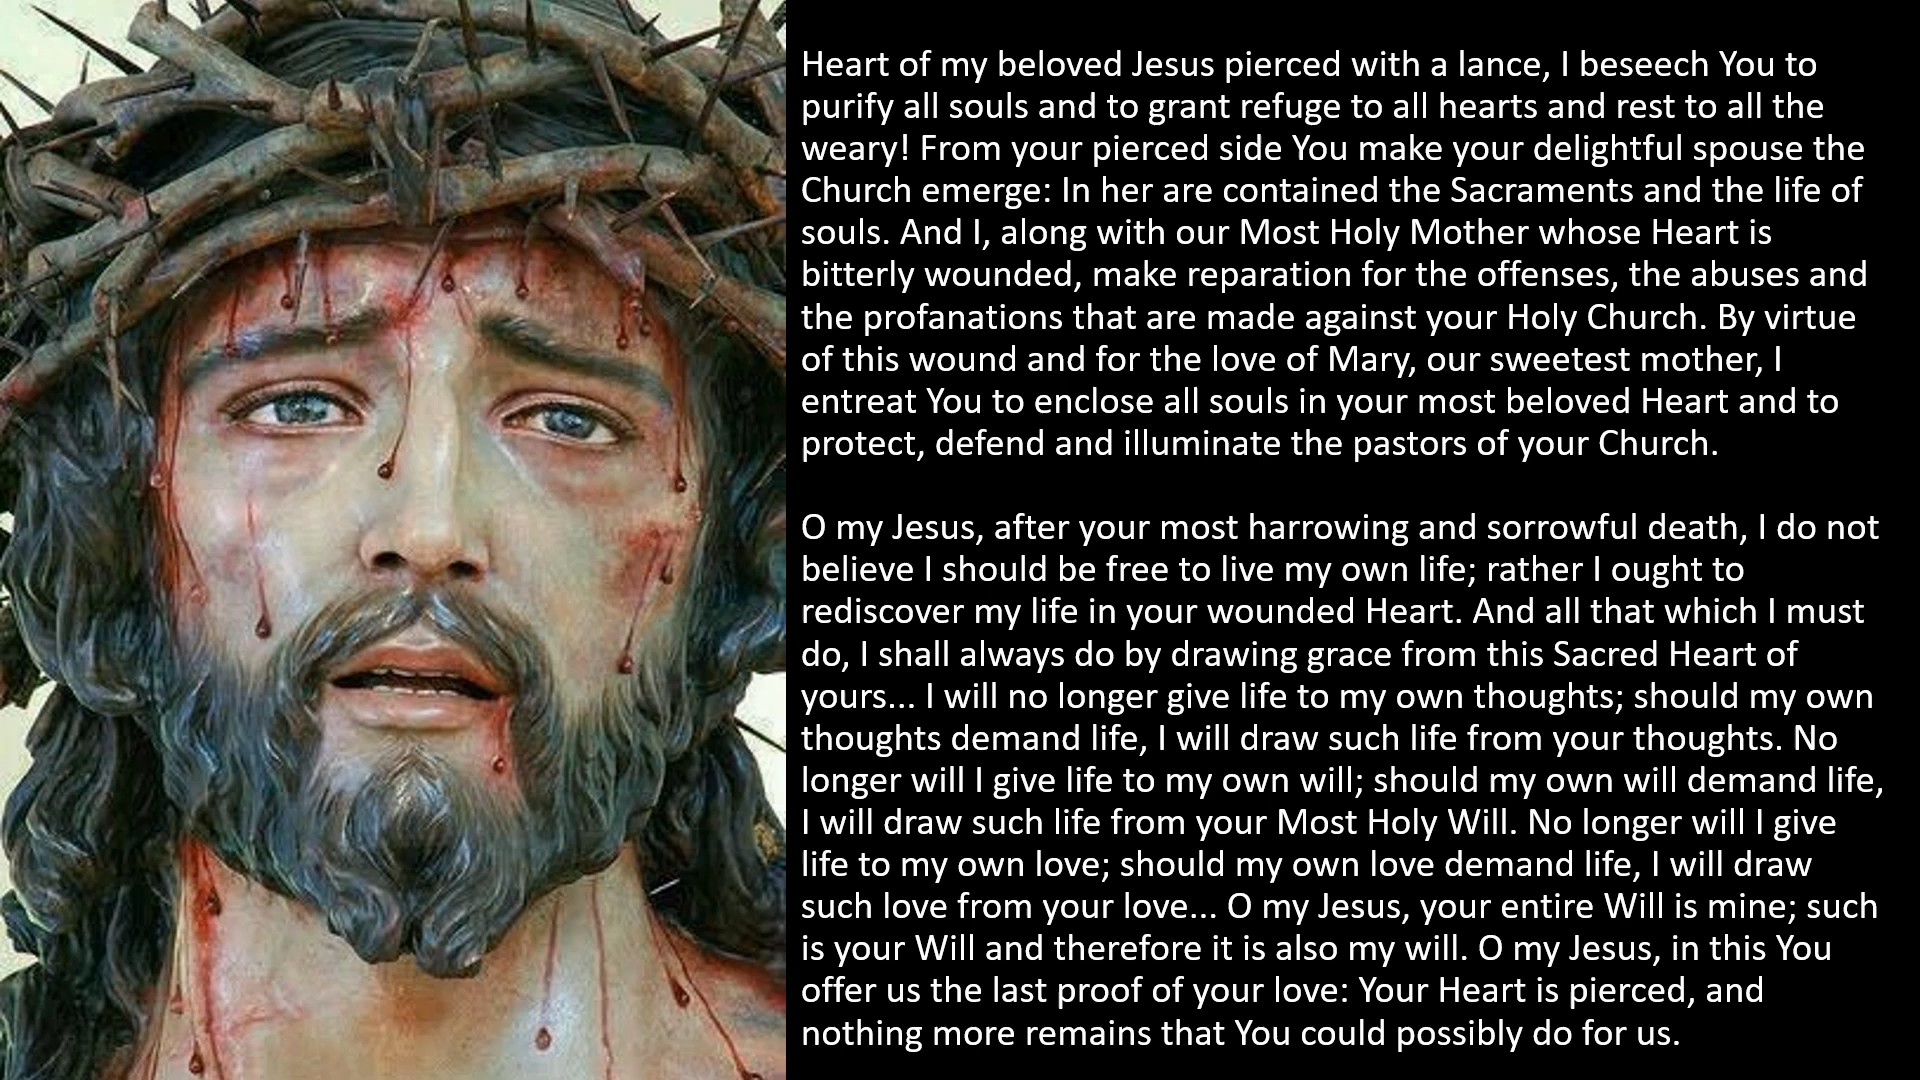 Heart of my beloved Jesus pierced with a lance, I beseech You to
purify all souls and to grant refuge to all hearts and rest to all the
weary! From your pierced side You make your delightful spouse the
Church emerge: In her are contained the Sacraments and the life of
souls. And I, along with our Most Holy Mother whose Heart is
bitterly wounded, make reparation for the offenses, the abuses and
the profanations that are made against your Holy Church. By virtue
of this wound and for the love of Mary, our sweetest mother, I
entreat You to enclose all souls in your most beloved Heart and to
protect, defend and illuminate the pastors of your Church.

O my Jesus, after your most harrowing and sorrowful death, I do not
believe I should be free to live my own life; rather I ought to
rediscover my life in your wounded Heart. And all that which I must
do, I shall always do by drawing grace from this Sacred Heart of
yours... I will no longer give life to my own thoughts; should my own
thoughts demand life, I will draw such life from your thoughts. No
longer will I give life to my own will; should my own will demand life,
I will draw such life from your Most Holy Will. No longer will I give
life to my own love; should my own love demand life, I will draw
such love from your love... O my Jesus, your entire Will is mine; such
is your Will and therefore it is also my will. O my Jesus, in this You
offer us the last proof of your love: Your Heart is pierced, and
nothing more remains that You could possibly do for us.